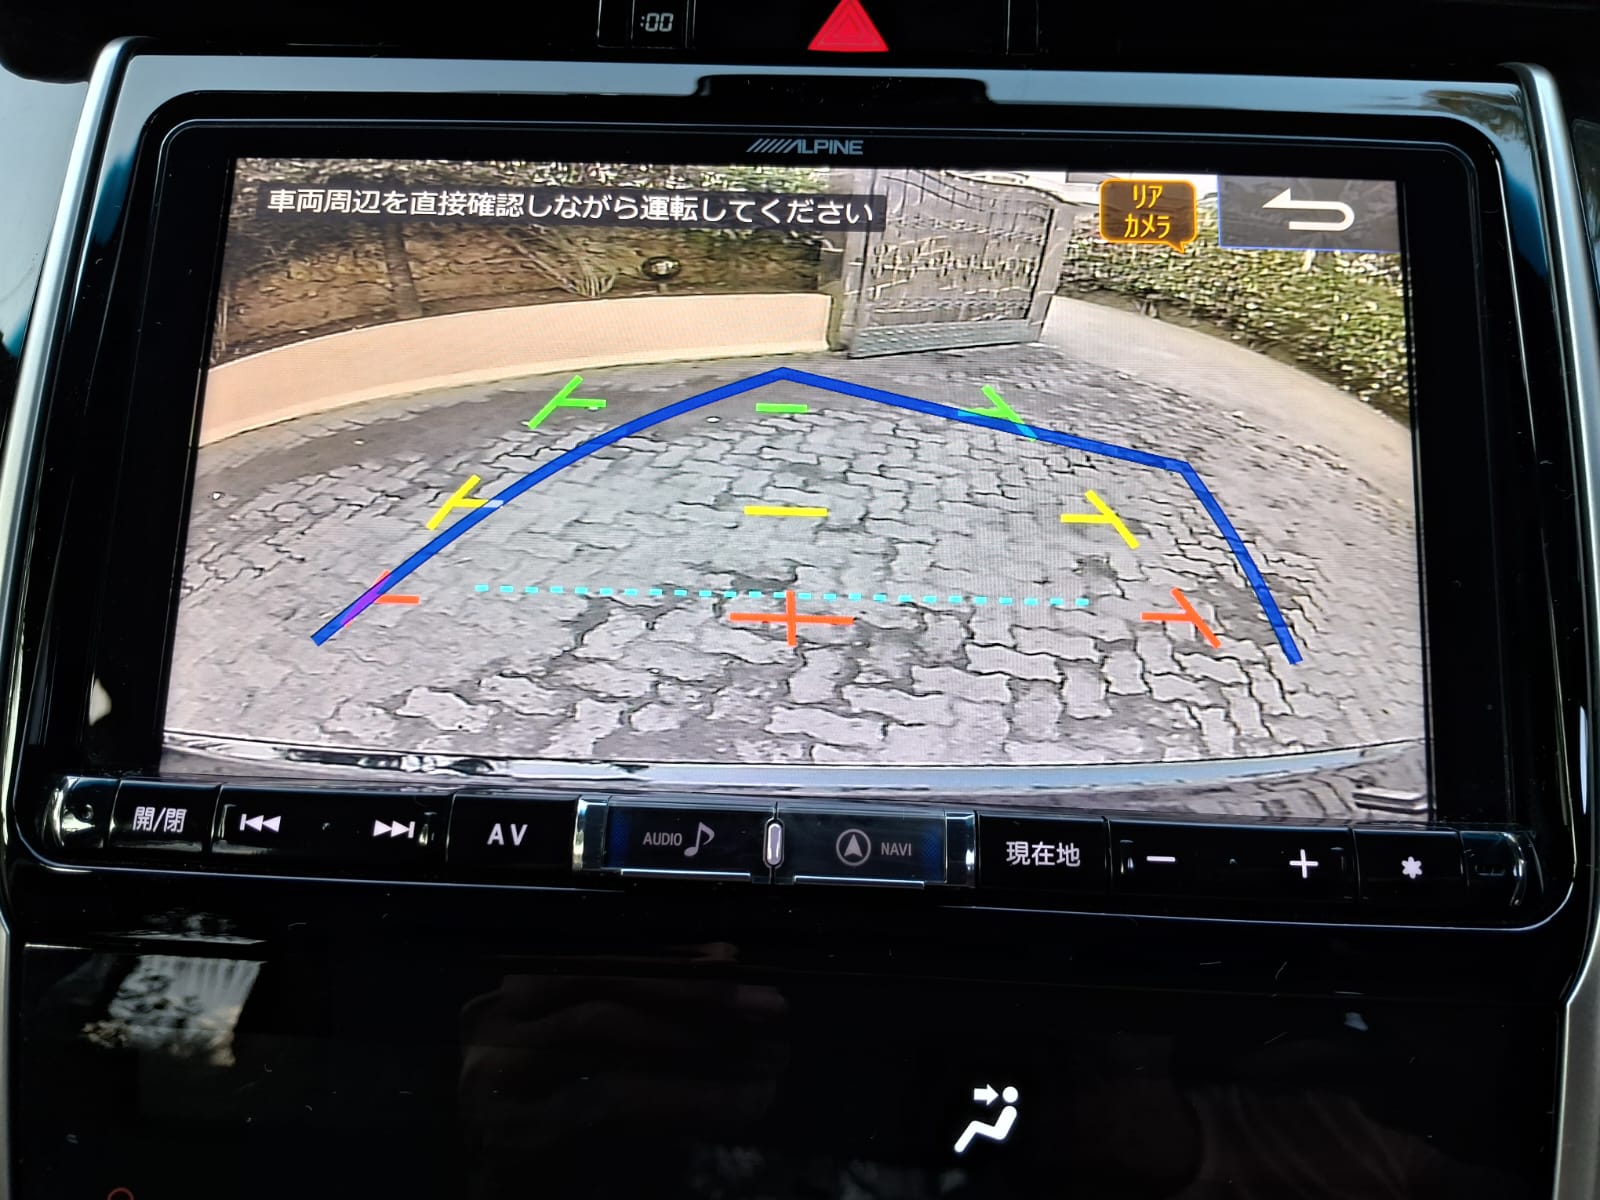 :00
ALPINE
車両周辺を直接確認しながら運転してください
リア
カメラ
開/閉
AV
AUDIO
NAVI
現在地